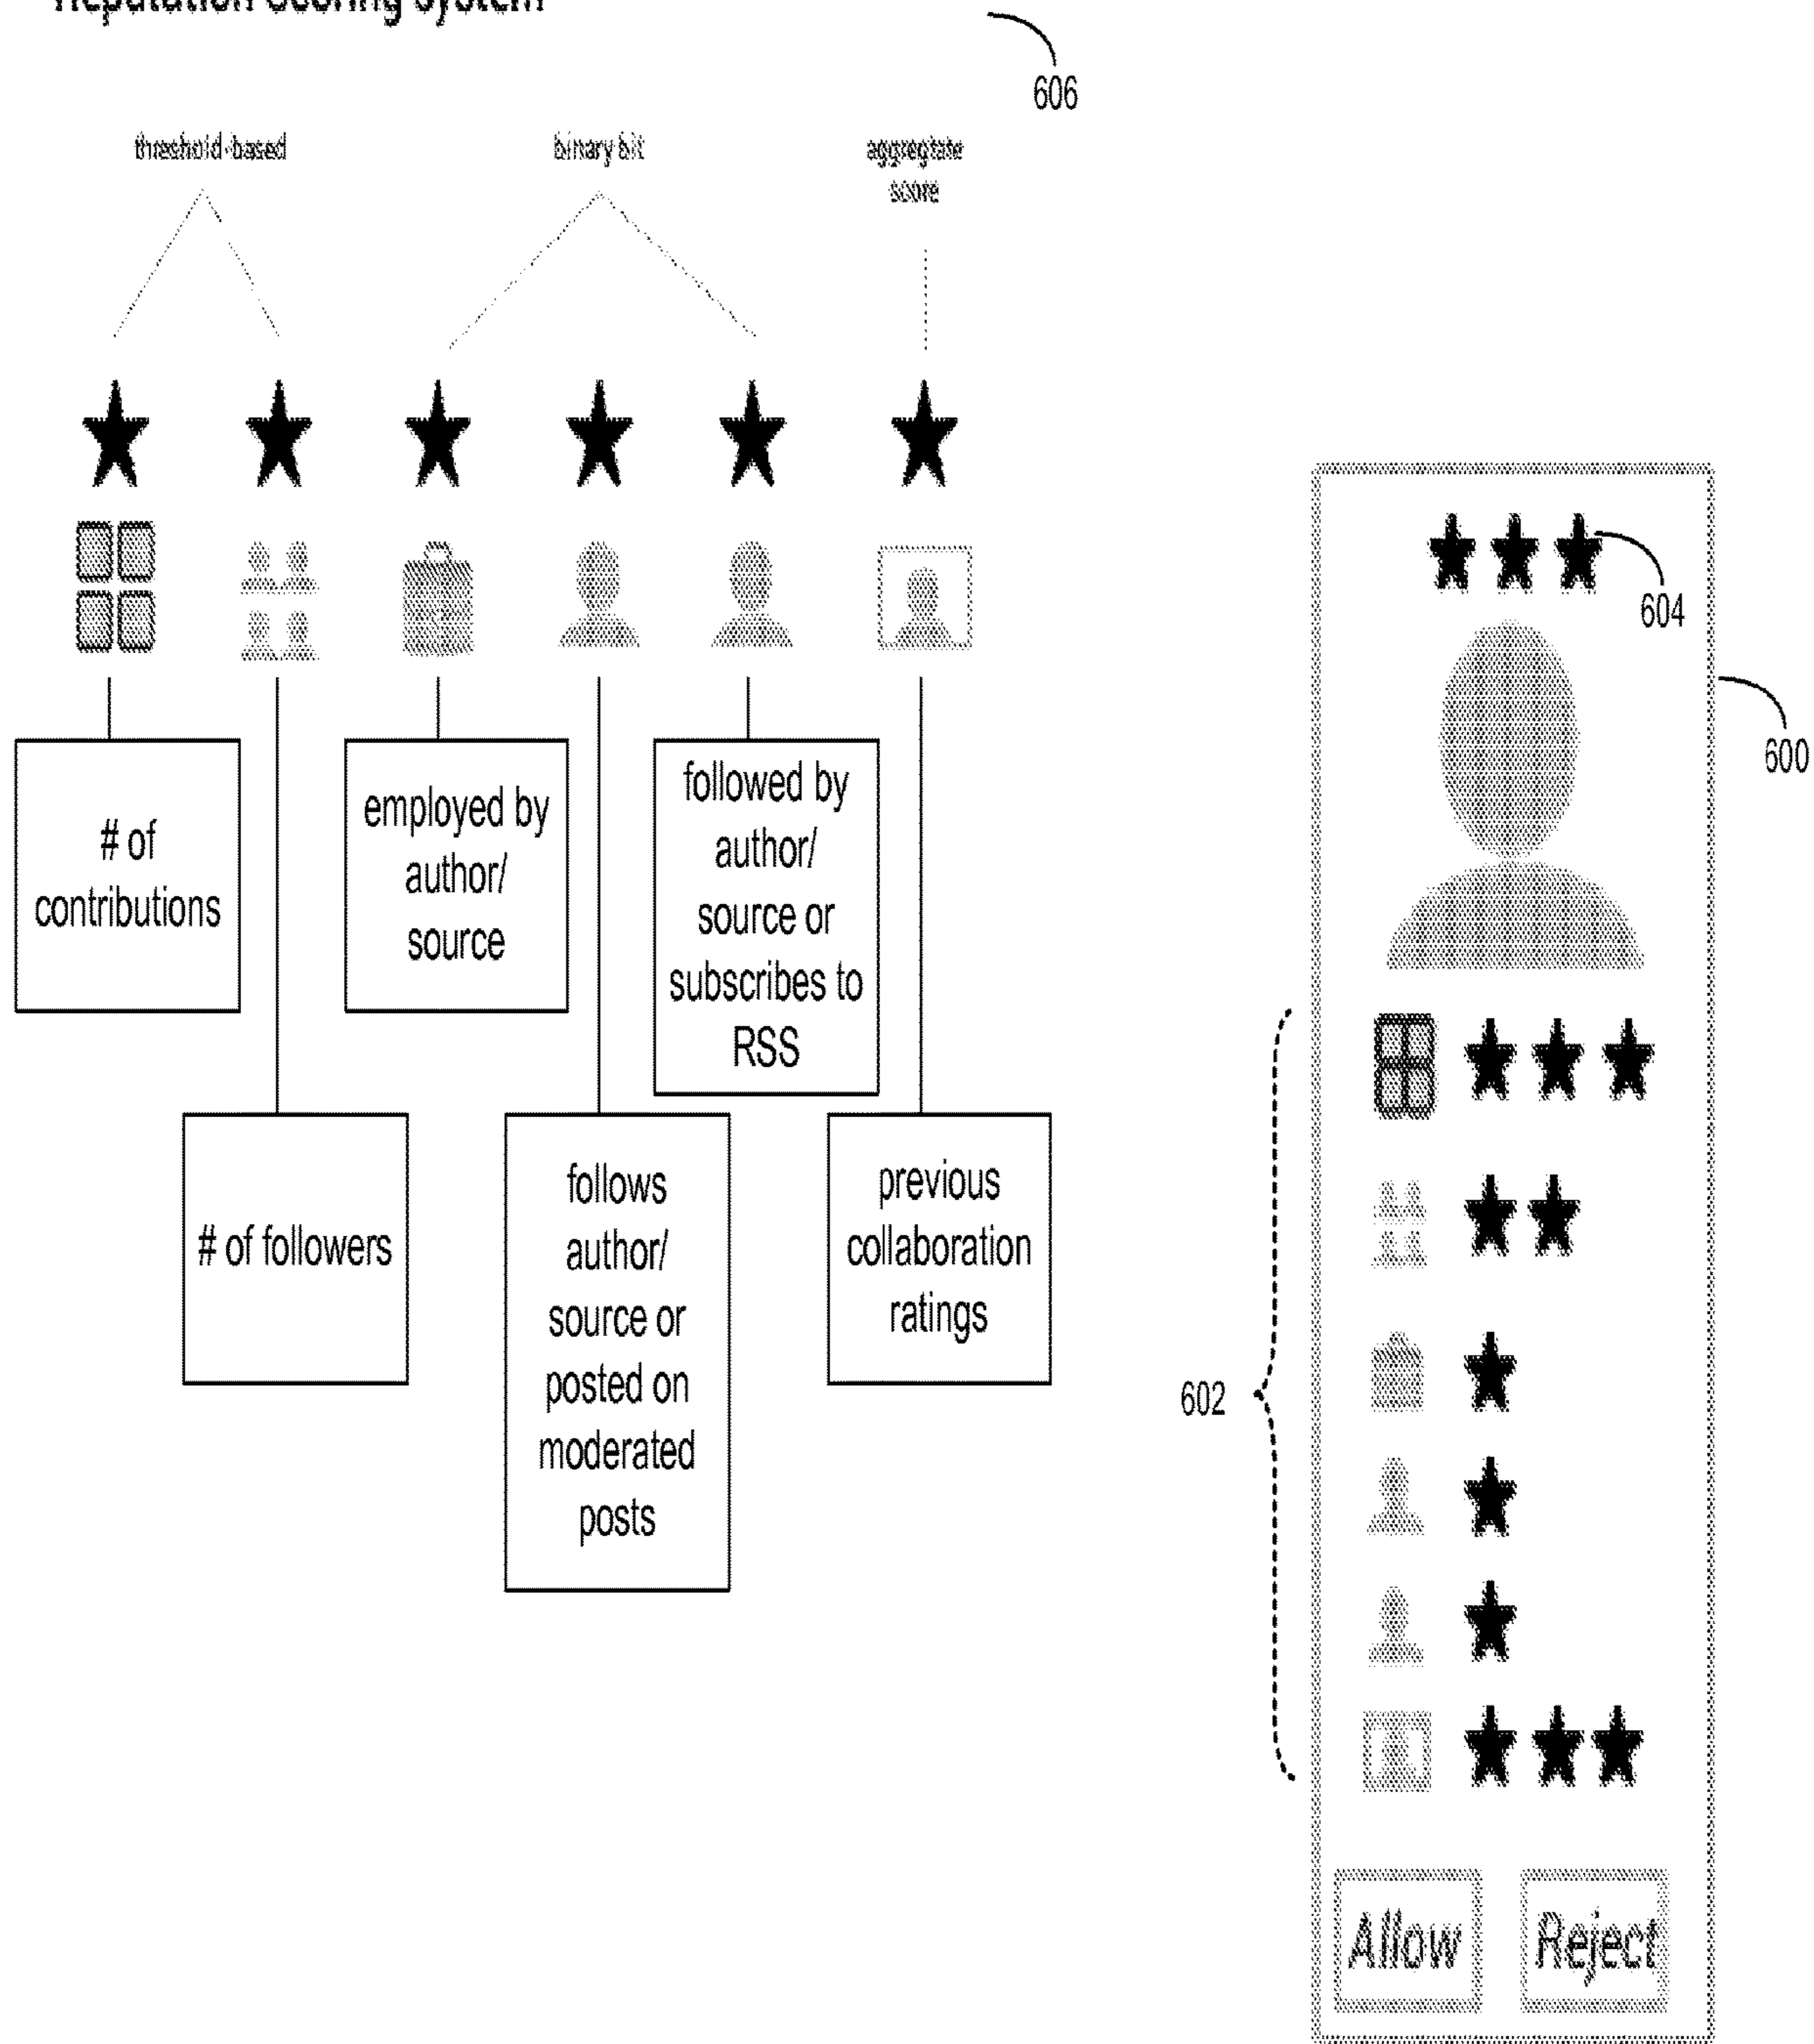 Reputation Scoring System
606
threshold-based
binary bit
aggregtate
score
604
600
# of
contributions
employed by
author/
source
followed by
author/
source or
subscribes to
RSS
# of followers
follows
author/
source or
posted on
moderated
posts
previous
collaboration
ratings
602
Allow
Reject